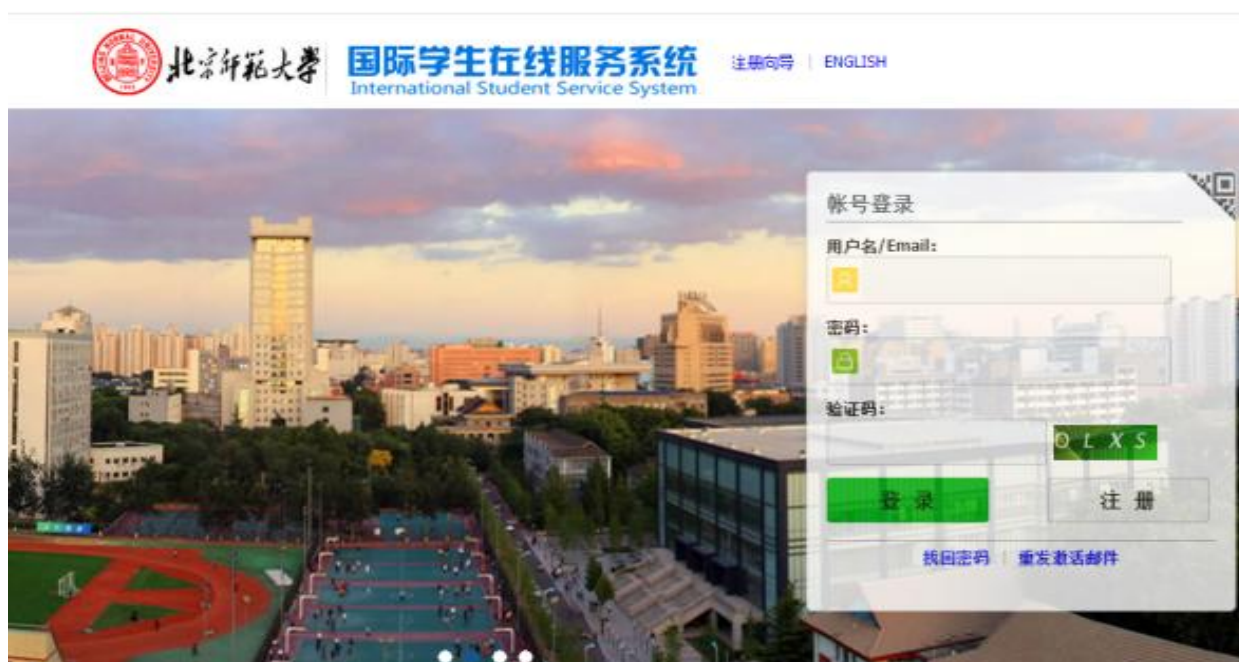 北京师范大学
国际学生在线服务系统
注册向导 | ENGLISH
International Student Service System
帐号登录
用户名/Email:
密码:
验证码:
OLXS
登 录
注 册
找回密码 | 重发激活邮件